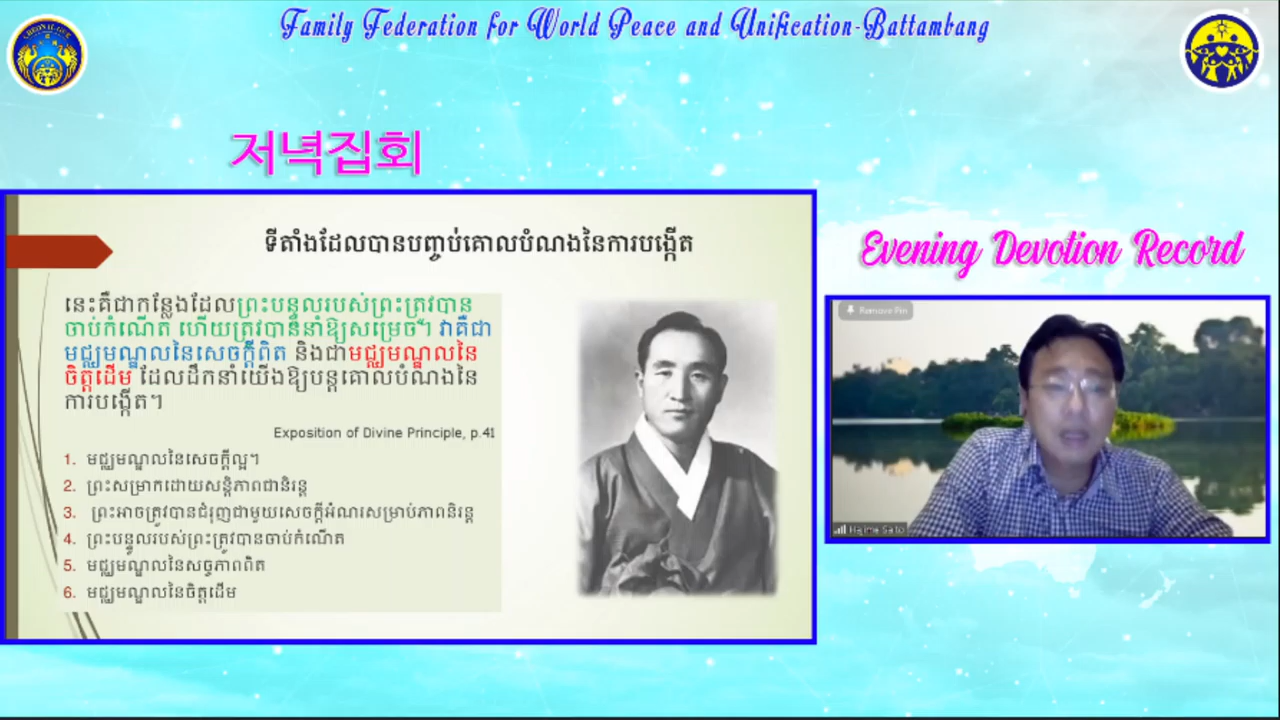 Family Federation for World Peace and Unification-Battambang
저녁집회
ទីតាំងដែលបានបញ្ចប់គោលបំណងនៃការបង្កើត
នេះគឺជាកន្លែងដែលព្រះបន្ទូលរបស់ព្រះត្រូវបាន
ចាប់កំណើត ហើយត្រូវបាននាំឱ្យសម្រេច។ វាគឺជា
មជ្ឈមណ្ឌលនៃសេចក្តីពិត និងជាមជ្ឈមណ្ឌលនៃ
ចិត្តដើម ដែលដឹកនាំយើងឱ្យបន្តគោលបំណងនៃ
ការបង្កើត។
Exposition of Divine Principle, p.41
1. មជ្ឈមណ្ឌលនៃសេចក្តីល្អ។
2. ព្រះសម្រាកដោយសន្តិភាពជានិរន្ត
3. ព្រះអាចត្រូវបានជំរុញជាមួយសេចក្តីអំណរសម្រាប់ភាពនិរន្ត
4. ព្រះបន្ទូលរបស់ព្រះត្រូវបានចាប់កំណើត
5. មជ្ឈមណ្ឌលនៃសច្ចភាពពិត
6. មជ្ឈមណ្ឌលនៃចិត្តដើម
Evening Devotion Record
Remove Pin
Hajime Saito